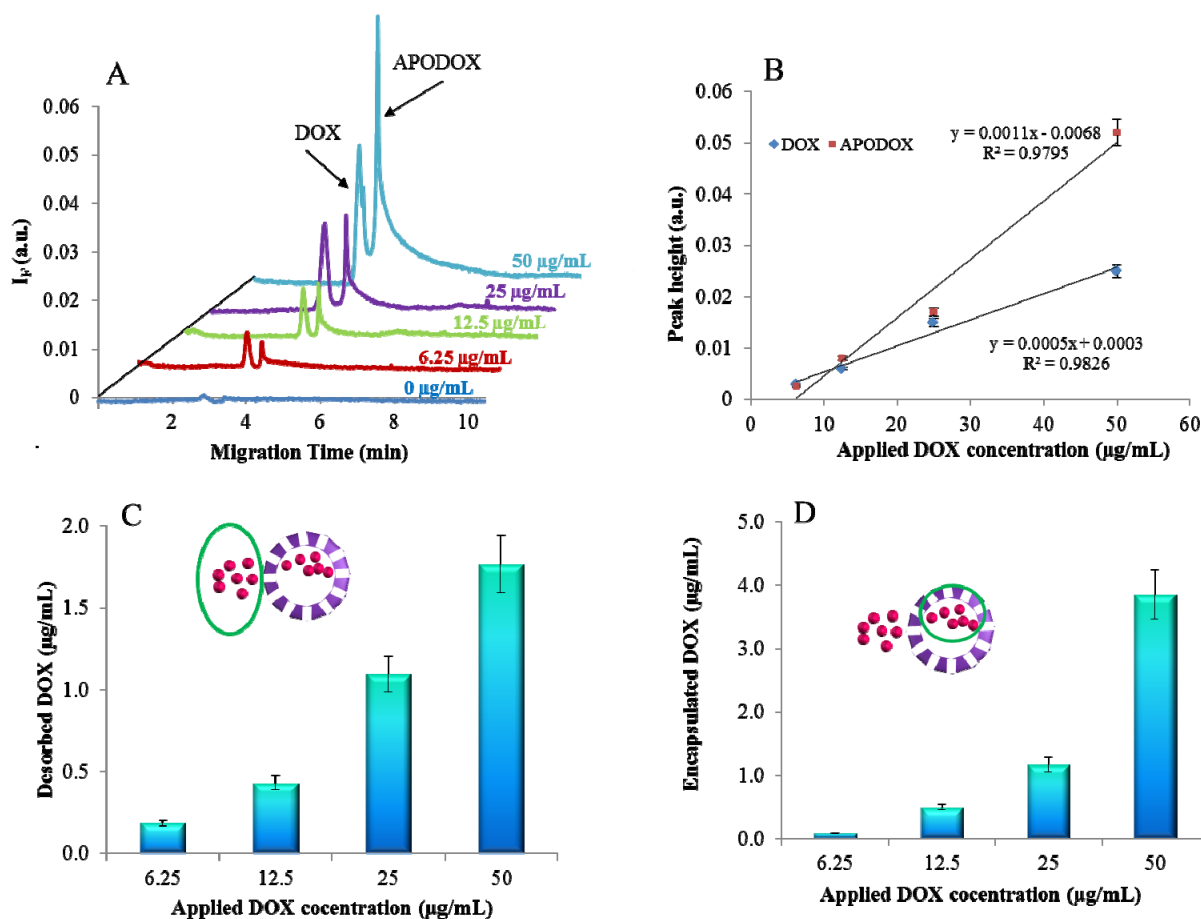 A
APODOX
DOX
0.06
0.05
0.04
0.03
0.02
0.01
0
I_F (a.u.)
50 µg/mL
25 µg/mL
12.5 µg/mL
6.25 µg/mL
0 µg/mL
2 4 6 8 10
Migration Time (min)
B
0.06
0.05
0.04
0.03
0.02
0.01
0
Peak height (a.u.)
DOX APODOX
y = 0.0011x - 0.0068
R² = 0.9795
y = 0.0005x + 0.0003
R² = 0.9826
0 10 20 30 40 50 60
Applied DOX concentration (µg/mL)
C
2.0
1.5
1.0
0.5
0.0
Desorbed DOX (µg/mL)
6.25 12.5 25 50
Applied DOX cocentration (µg/mL)
D
5.0
4.0
3.0
2.0
1.0
0.0
Encapsulated DOX (µg/mL)
6.25 12.5 25 50
Applied DOX cocentration (µg/mL)